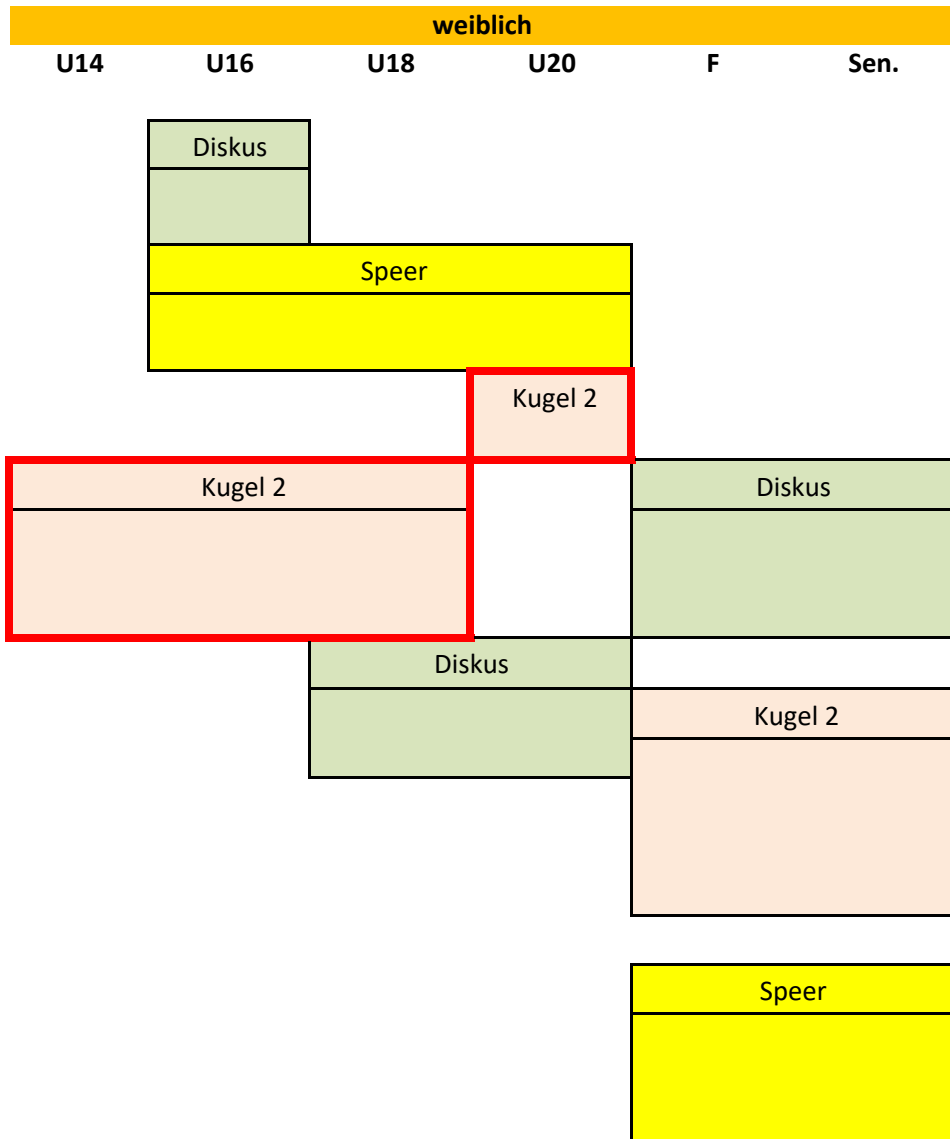 weiblich
U14 U16 U18 U20 F Sen.
Diskus
Speer
Kugel 2
Kugel 2 Diskus
Diskus
Kugel 2
Speer